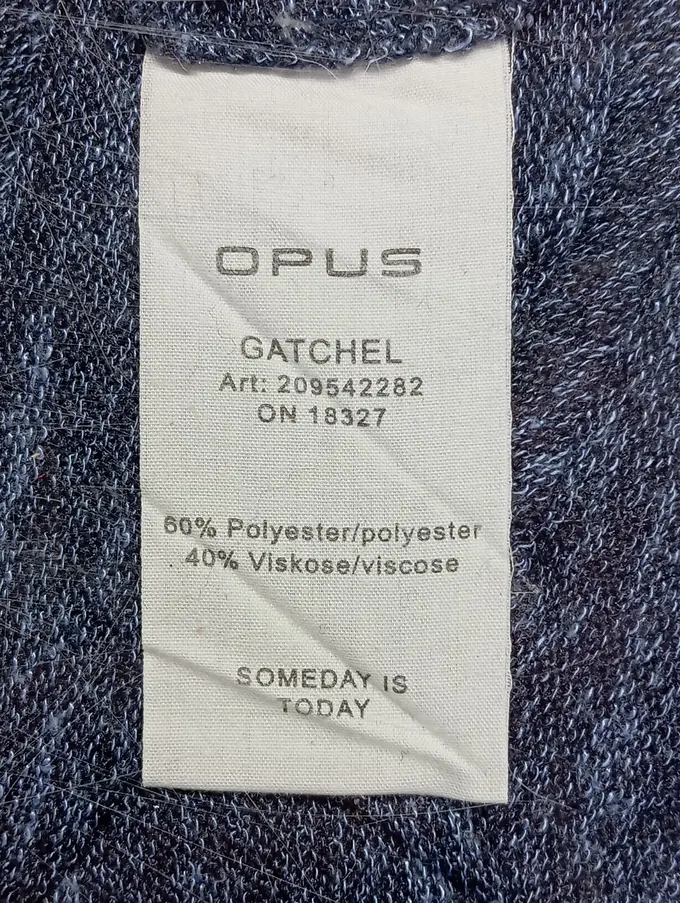 OPUS
GATCHEL
Art: 209542282
ON 18327
60% Polyester/polyester
40% Viskose/viscose
SOMEDAY IS
TODAY